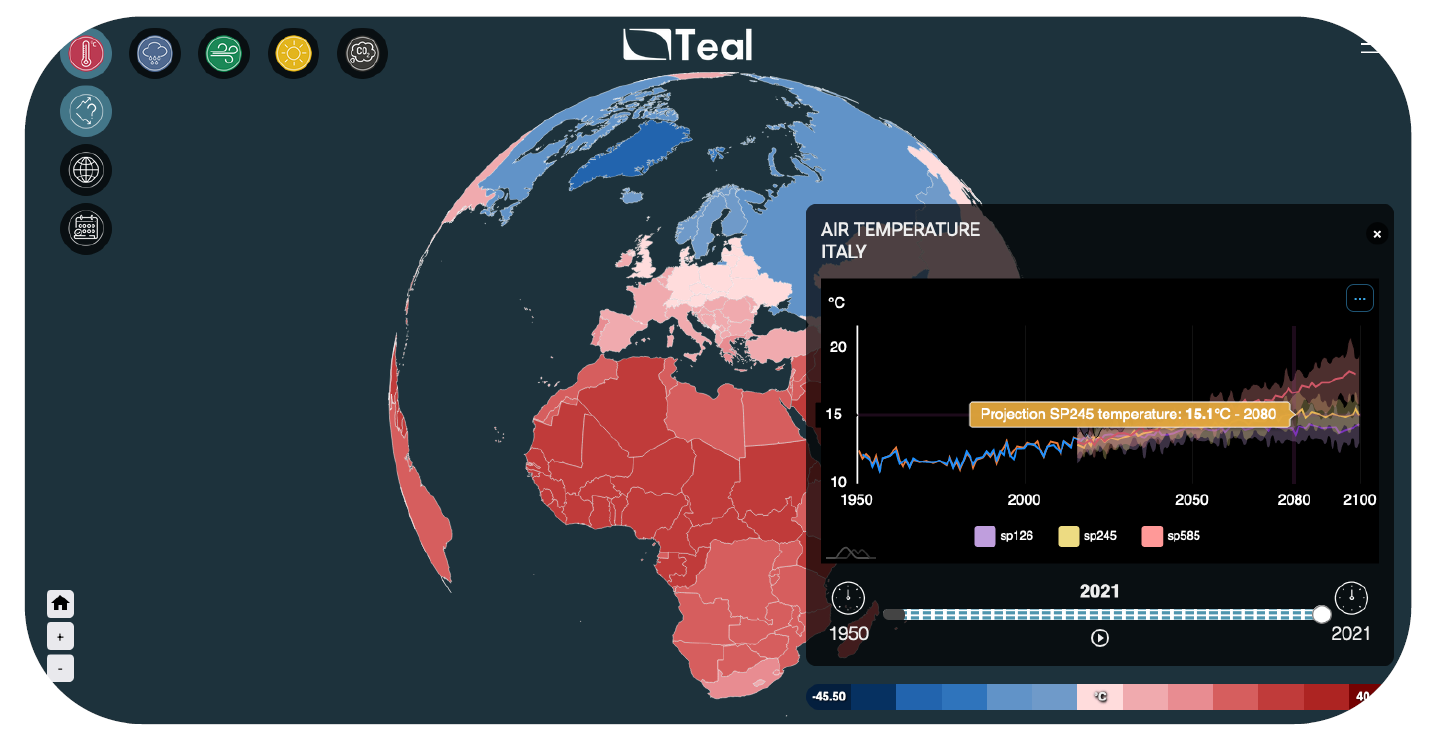 °C
CO2
Teal
AIR TEMPERATURE
ITALY
×
°C
...
20
15
10
Projection SP245 temperature: 15.1°C - 2080
1950
2000
2050
2080
2100
sp126
sp245
sp585
2021
1950
2021
+
-
-45.50
°C
40